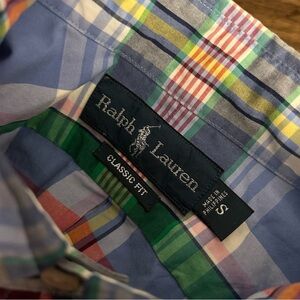 Ralph Lauren
CLASSIC FIT
S
MADE IN
PHILIPPINES